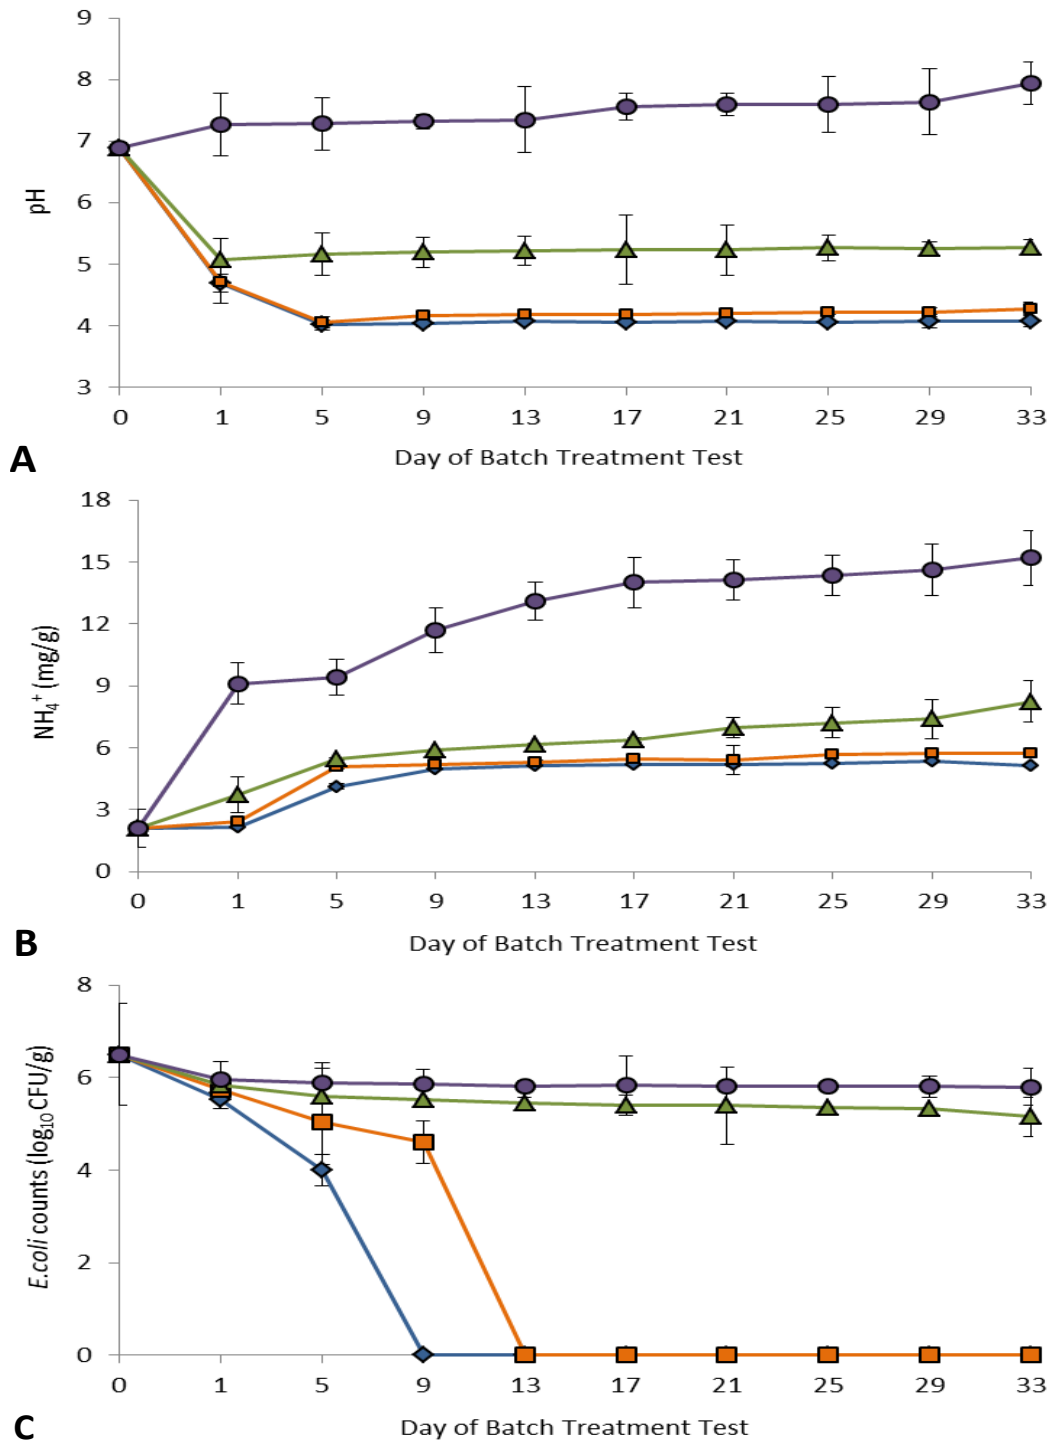 9
8
7
6
5
4
3
pH
0 1 5 9 13 17 21 25 29 33
Day of Batch Treatment Test
A
18
15
12
9
6
3
0
NH₄⁺ (mg/g)
0 1 5 9 13 17 21 25 29 33
Day of Batch Treatment Test
B
8
6
4
2
0
E.coli counts (log₁₀ CFU/g)
0 1 5 9 13 17 21 25 29 33
Day of Batch Treatment Test
C